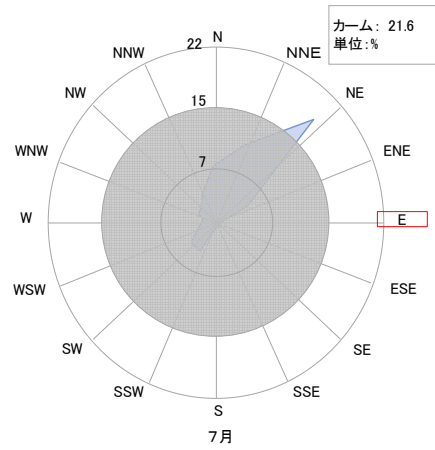 カーム: 21.6
単位:%
22
N
NNW
NNE
NW
NE
15
WNW
ENE
7
W
E
WSW
ESE
SW
SE
SSW
SSE
S
7月